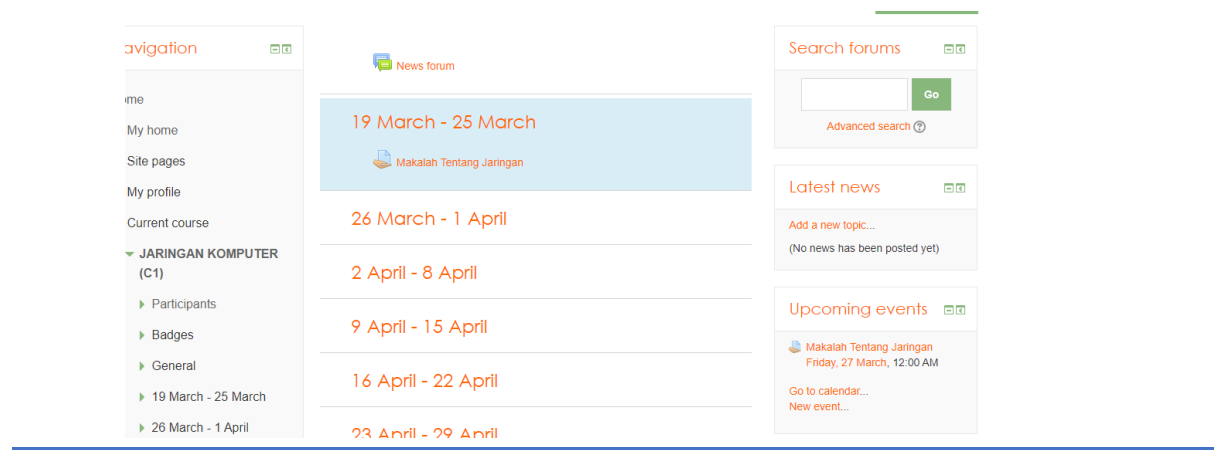 avigation
ome
My home
Site pages
My profile
Current course
JARINGAN KOMPUTER
(C1)
Participants
Badges
General
19 March - 25 March
26 March - 1 April
News forum
19 March - 25 March
Makalah Tentang Jaringan
26 March - 1 April
2 April - 8 April
9 April - 15 April
16 April - 22 April
23 April - 29 April
Search forums
Go
Advanced search
Latest news
Add a new topic...
(No news has been posted yet)
Upcoming events
Makalah Tentang Jaringan
Friday, 27 March, 12:00 AM
Go to calendar...
New event...